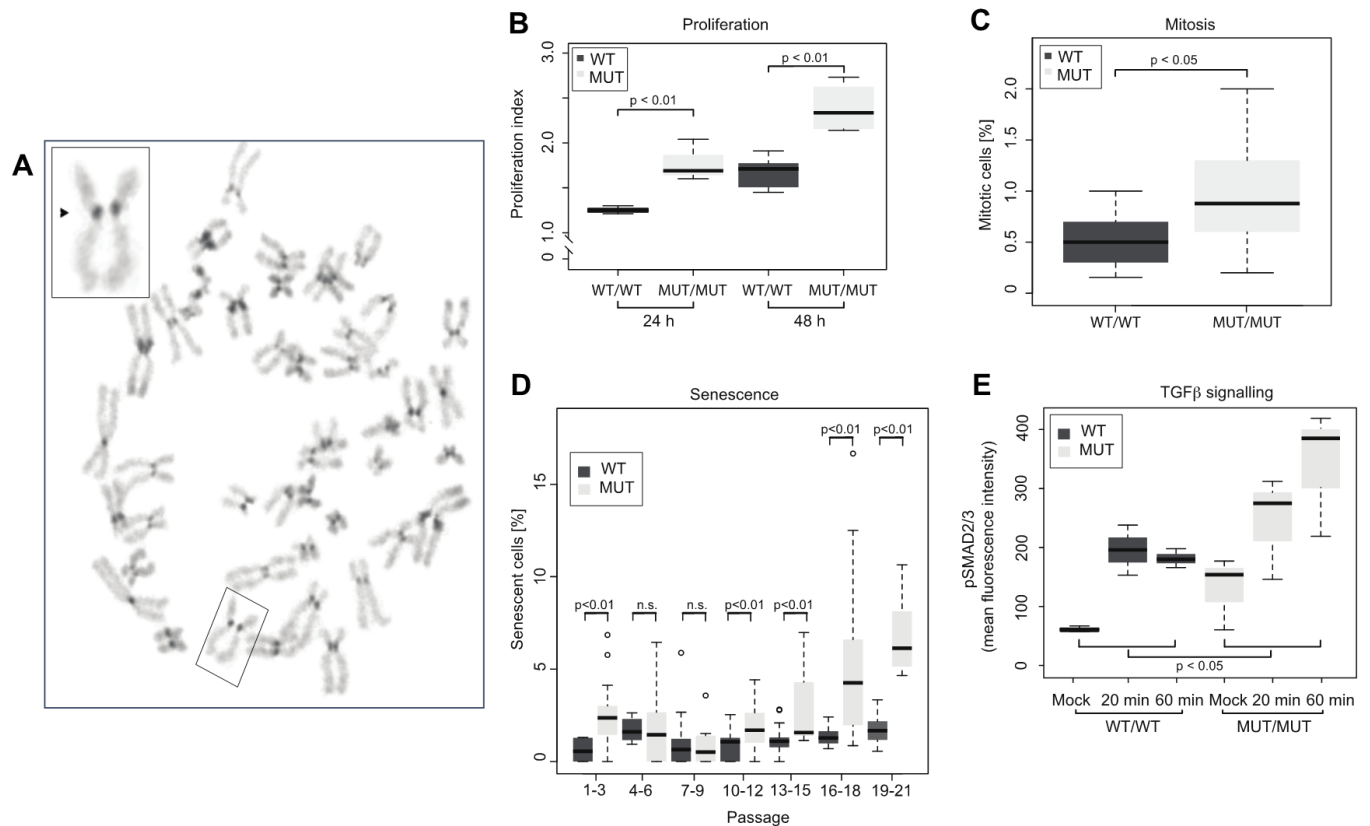 A
B
Proliferation
WT
MUT
p < 0.01
p < 0.01
Proliferation index
3.0
2.0
1.0
0
WT/WT MUT/MUT WT/WT MUT/MUT
24 h 48 h
C
Mitosis
WT
MUT
p < 0.05
Mitotic cells [%]
2.0
1.5
1.0
0.5
0
WT/WT MUT/MUT
D
Senescence
WT
MUT
p<0.01 n.s. n.s. p<0.01 p<0.01 p<0.01 p<0.01
Senescent cells [%]
15
10
5
0
1-3 4-6 7-9 10-12 13-15 16-18 19-21
Passage
E
TGFβ signalling
WT
MUT
pSMAD2/3
(mean fluorescence intensity)
400
300
200
100
0
p < 0.05
Mock 20 min 60 min Mock 20 min 60 min
WT/WT MUT/MUT